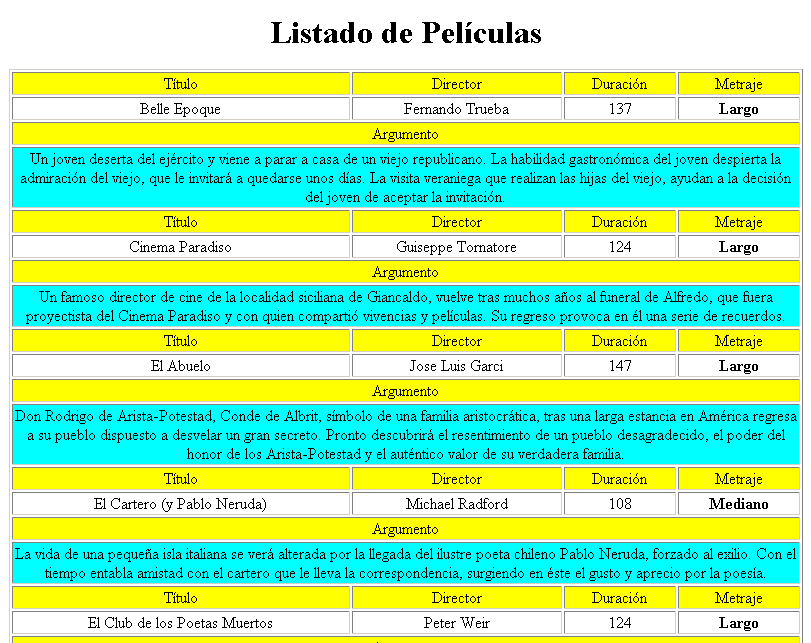 Listado de Películas
Título Director Duración Metraje
Belle Epoque Fernando Trueba 137 Largo
Argumento
Un joven deserta del ejército y viene a parar a casa de un viejo republicano. La habilidad gastronómica del joven despierta la
admiración del viejo, que le invitará a quedarse unos días. La visita veraniega que realizan las hijas del viejo, ayudan a la decisión
del joven de aceptar la invitación.
Título Director Duración Metraje
Cinema Paradiso Guiseppe Tornatore 124 Largo
Argumento
Un famoso director de cine de la localidad siciliana de Giancaldo, vuelve tras muchos años al funeral de Alfredo, que fuera
proyectista del Cinema Paradiso y con quien compartió vivencias y películas. Su regreso provoca en él una serie de recuerdos.
Título Director Duración Metraje
El Abuelo Jose Luis Garci 147 Largo
Argumento
Don Rodrigo de Arista-Potestad, Conde de Albrit, símbolo de una familia aristocrática, tras una larga estancia en América regresa
a su pueblo dispuesto a desvelar un gran secreto. Pronto descubrirá el resentimiento de un pueblo desagradecido, el poder del
honor de los Arista-Potestad y el auténtico valor de su verdadera familia.
Título Director Duración Metraje
El Cartero (y Pablo Neruda) Michael Radford 108 Mediano
Argumento
La vida de una pequeña isla italiana se verá alterada por la llegada del ilustre poeta chileno Pablo Neruda, forzado al exilio. Con el
tiempo entabla amistad con el cartero que le lleva la correspondencia, surgiendo en éste el gusto y aprecio por la poesía.
Título Director Duración Metraje
El Club de los Poetas Muertos Peter Weir 124 Largo